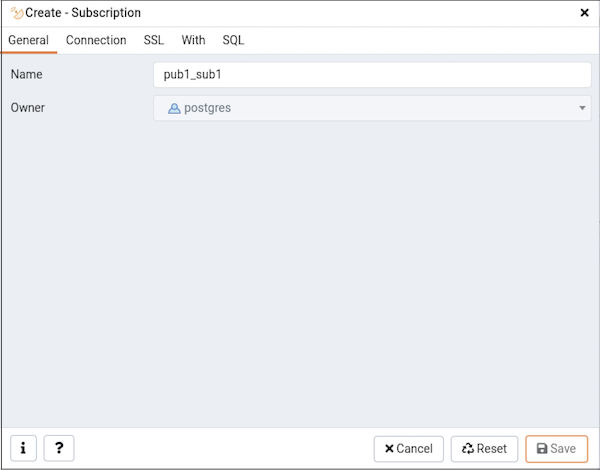 Create - Subscription
General Connection SSL With SQL
Name pub1_sub1
Owner postgres
i ? Cancel Reset Save